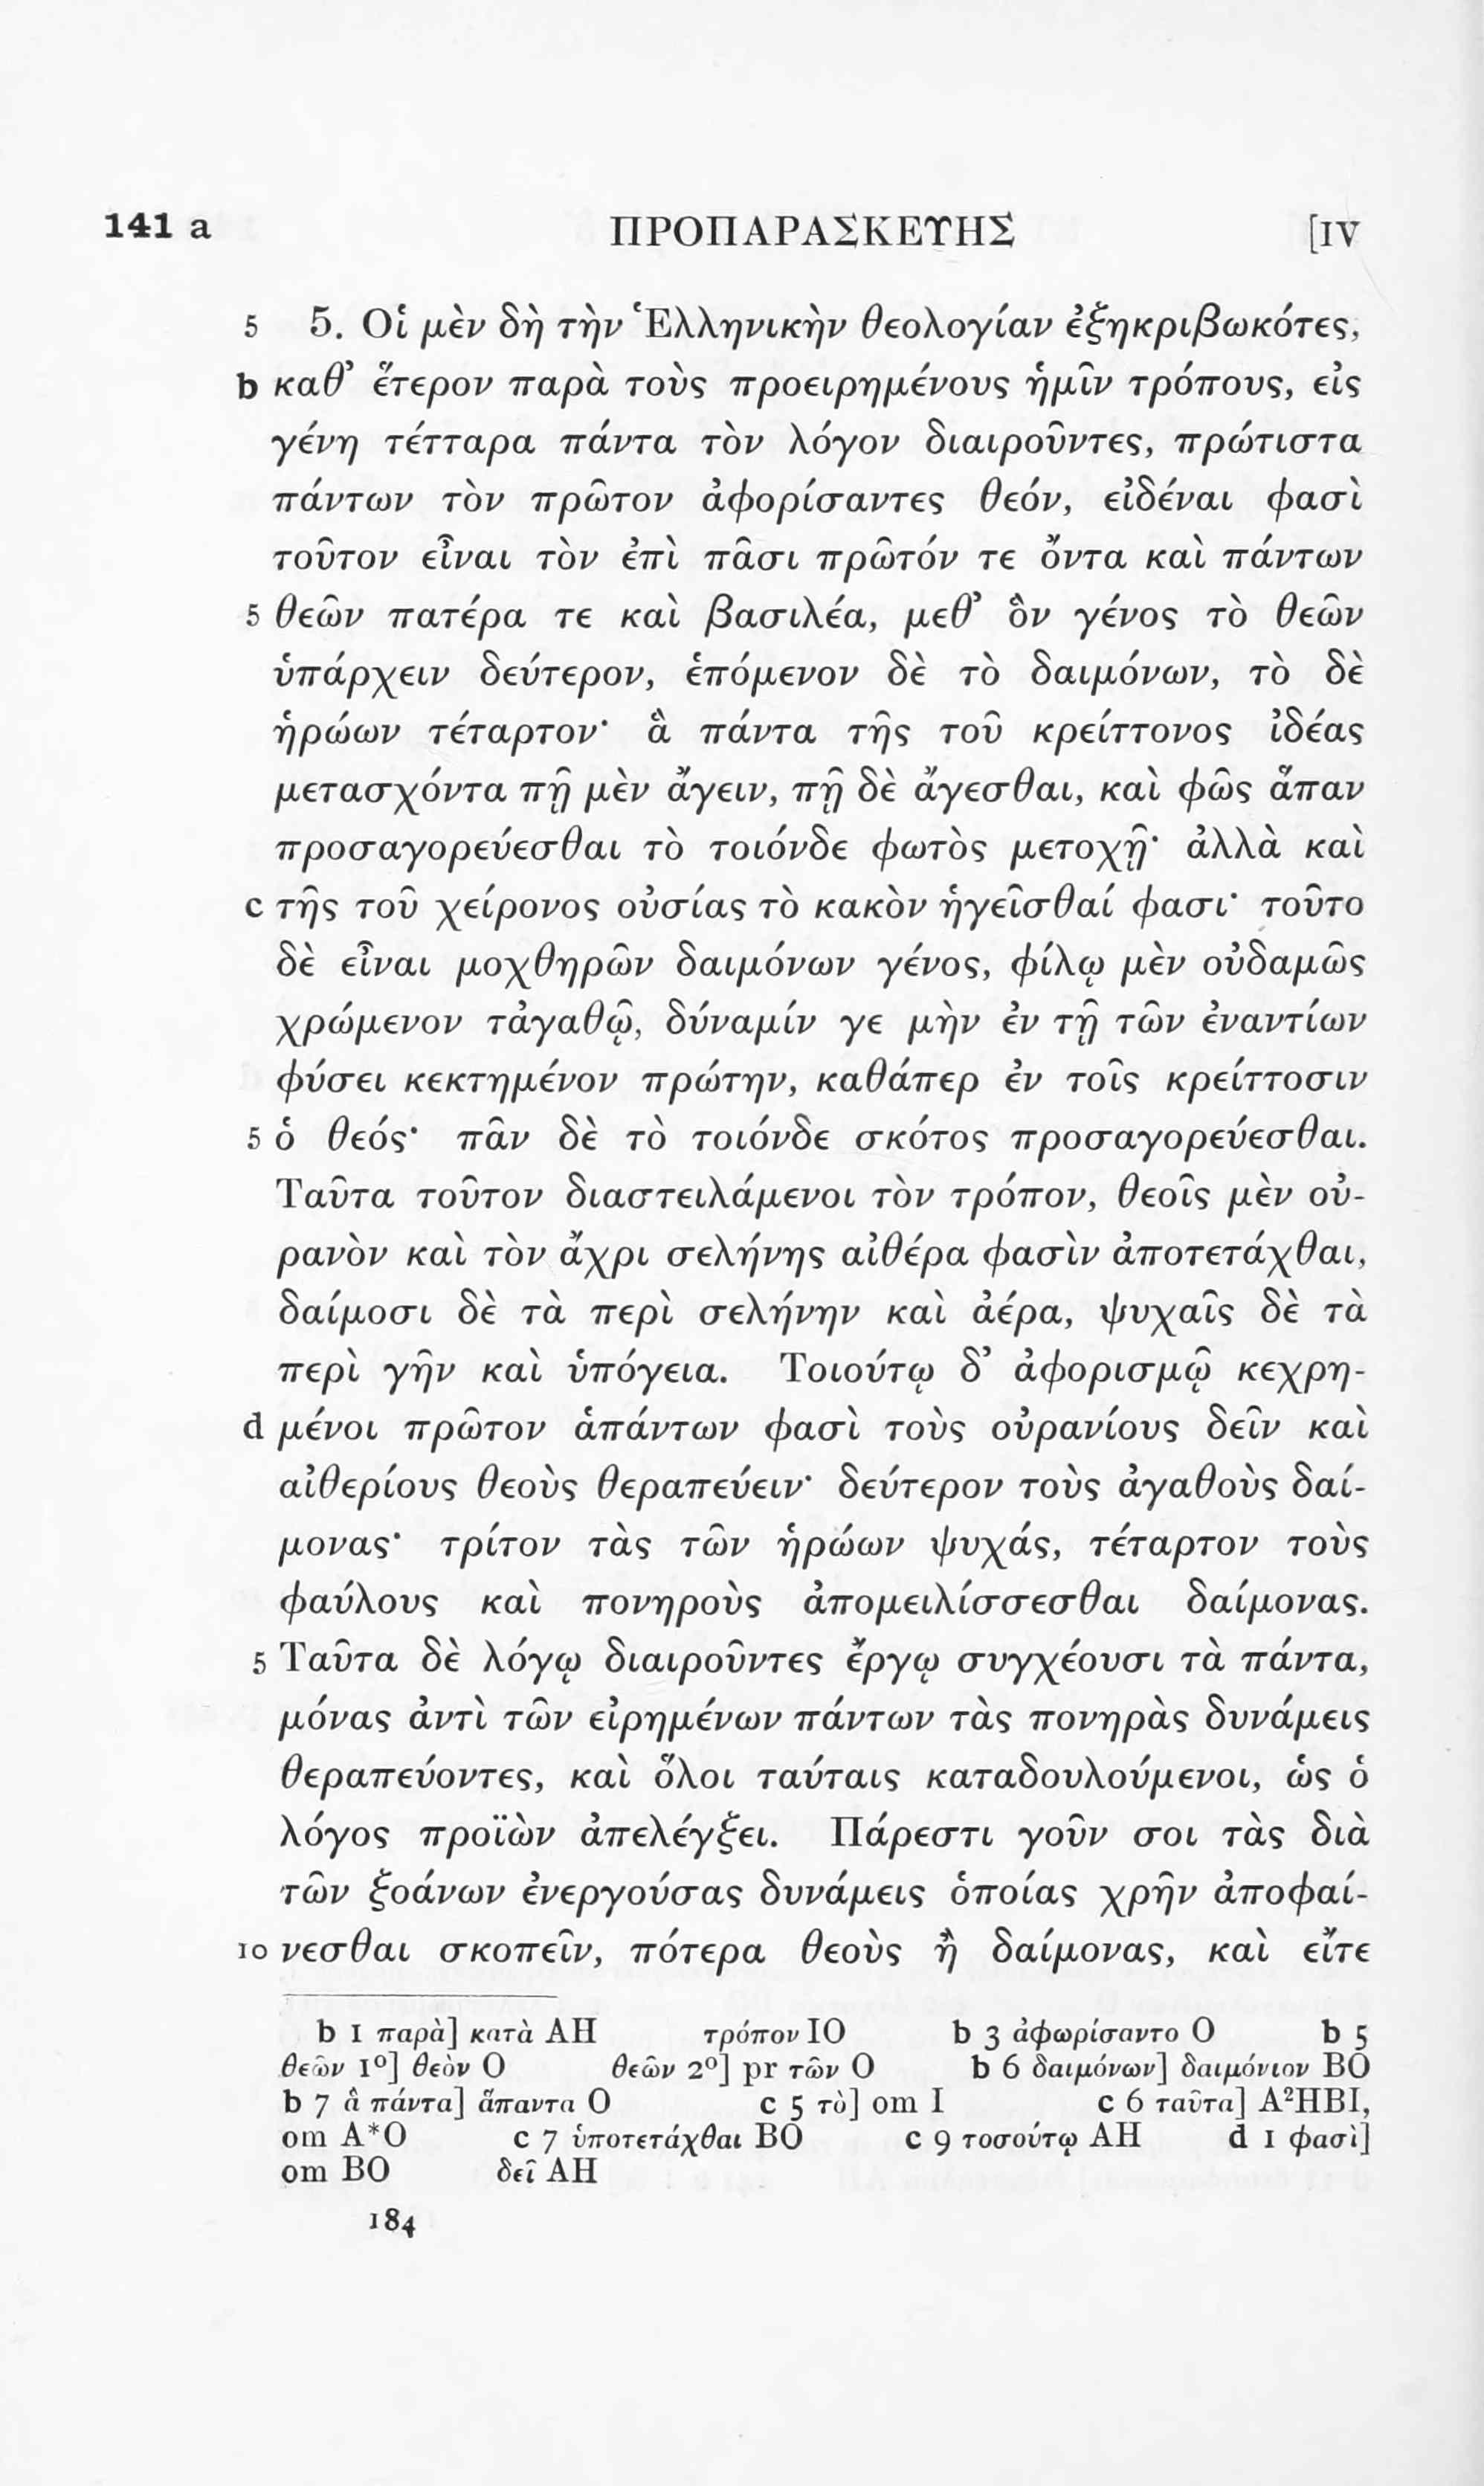 141 a ΠΡΟΠΑΡΑΣΚΕΥΗΣ [IV
5 5. Οἱ μὲν δὴ τὴν Ἑλληνικὴν θεολογίαν ἐξηκριβωκότες,
b καθ’ ἕτερον παρὰ τοὺς προειρημένους ἡμῖν τρόπους, εἰς
γένη τέτταρα πάντα τὸν λόγον διαιροῦντες, πρώτιστα
πάντων τὸν πρῶτον ἀφορίσαντες θεόν, εἰδέναι φασὶ
τοῦτον εἶναι τὸν ἐπὶ πᾶσι πρῶτόν τε ὄντα καὶ πάντων
5 θεῶν πατέρα τε καὶ βασιλέα, μεθ’ ὃν γένος τὸ θεῶν
ὑπάρχειν δεύτερον, ἑπόμενον δὲ τὸ δαιμόνων, τὸ δὲ
ἡρώων τέταρτον· ἃ πάντα τῆς τοῦ κρείττονος ἰδέας
μετασχόντα πῇ μὲν ἄγειν, πῇ δὲ ἄγεσθαι, καὶ φῶς ἅπαν
προσαγορεύεσθαι τὸ τοιόνδε φωτὸς μετοχῇ· ἀλλὰ καὶ
c τῆς τοῦ χείρονος οὐσίας τὸ κακὸν ἡγεῖσθαί φασι· τοῦτο
δὲ εἶναι μοχθηρῶν δαιμόνων γένος, φίλῳ μὲν οὐδαμῶς
χρώμενον τἀγαθῷ, δύναμίν γε μὴν ἐν τῇ τῶν ἐναντίων
φύσει κεκτημένον πρώτην, καθάπερ ἐν τοῖς κρείττοσιν
5 ὁ θεός· πᾶν δὲ τὸ τοιόνδε σκότος προσαγορεύεσθαι.
Ταῦτα τοῦτον διαστειλάμενοι τὸν τρόπον, θεοῖς μὲν οὐ-
ρανὸν καὶ τὸν ἄχρι σελήνης αἰθέρα φασὶν ἀποτετάχθαι,
δαίμοσι δὲ τὰ περὶ σελήνην καὶ ἀέρα, ψυχαῖς δὲ τὰ
περὶ γῆν καὶ ὑπόγεια. Τοιούτῳ δ’ ἀφορισμῷ κεχρη-
d μένοι πρῶτον ἁπάντων φασὶ τοὺς οὐρανίους δεῖν καὶ
αἰθερίους θεοὺς θεραπεύειν· δεύτερον τοὺς ἀγαθοὺς δαί-
μονας· τρίτον τὰς τῶν ἡρώων ψυχάς, τέταρτον τοὺς
φαύλους καὶ πονηροὺς ἀπομειλίσσεσθαι δαίμονας.
5 Ταῦτα δὲ λόγῳ διαιροῦντες ἔργῳ συγχέουσι τὰ πάντα,
μόνας ἀντὶ τῶν εἰρημένων πάντων τὰς πονηρὰς δυνάμεις
θεραπεύοντες, καὶ ὅλοι ταύταις καταδουλούμενοι, ὡς ὁ
λόγος προϊὼν ἀπελέγξει. Πάρεστι γοῦν σοι τὰς διὰ
τῶν ξοάνων ἐνεργούσας δυνάμεις ὁποίας χρῆν ἀποφαί-
10 νεσθαι σκοπεῖν, πότερα θεοὺς ἢ δαίμονας, καὶ εἴτε
b 1 παρὰ] κατὰ AH τρόπον IO b 3 ἀφωρίσαντο O b 5
θεῶν 1º] θεὸν O θεῶν 2º] pr τῶν O b 6 δαιμόνων] δαιμόνιον BO
b 7 ἃ πάντα] ἅπαντα O c 5 τὸ] om I c 6 ταῦτα] A²HBI,
om A*O c 7 ὑποτετάχθαι BO c 9 τοσούτῳ AH d 1 φασὶ]
om BO δεῖ AH
184